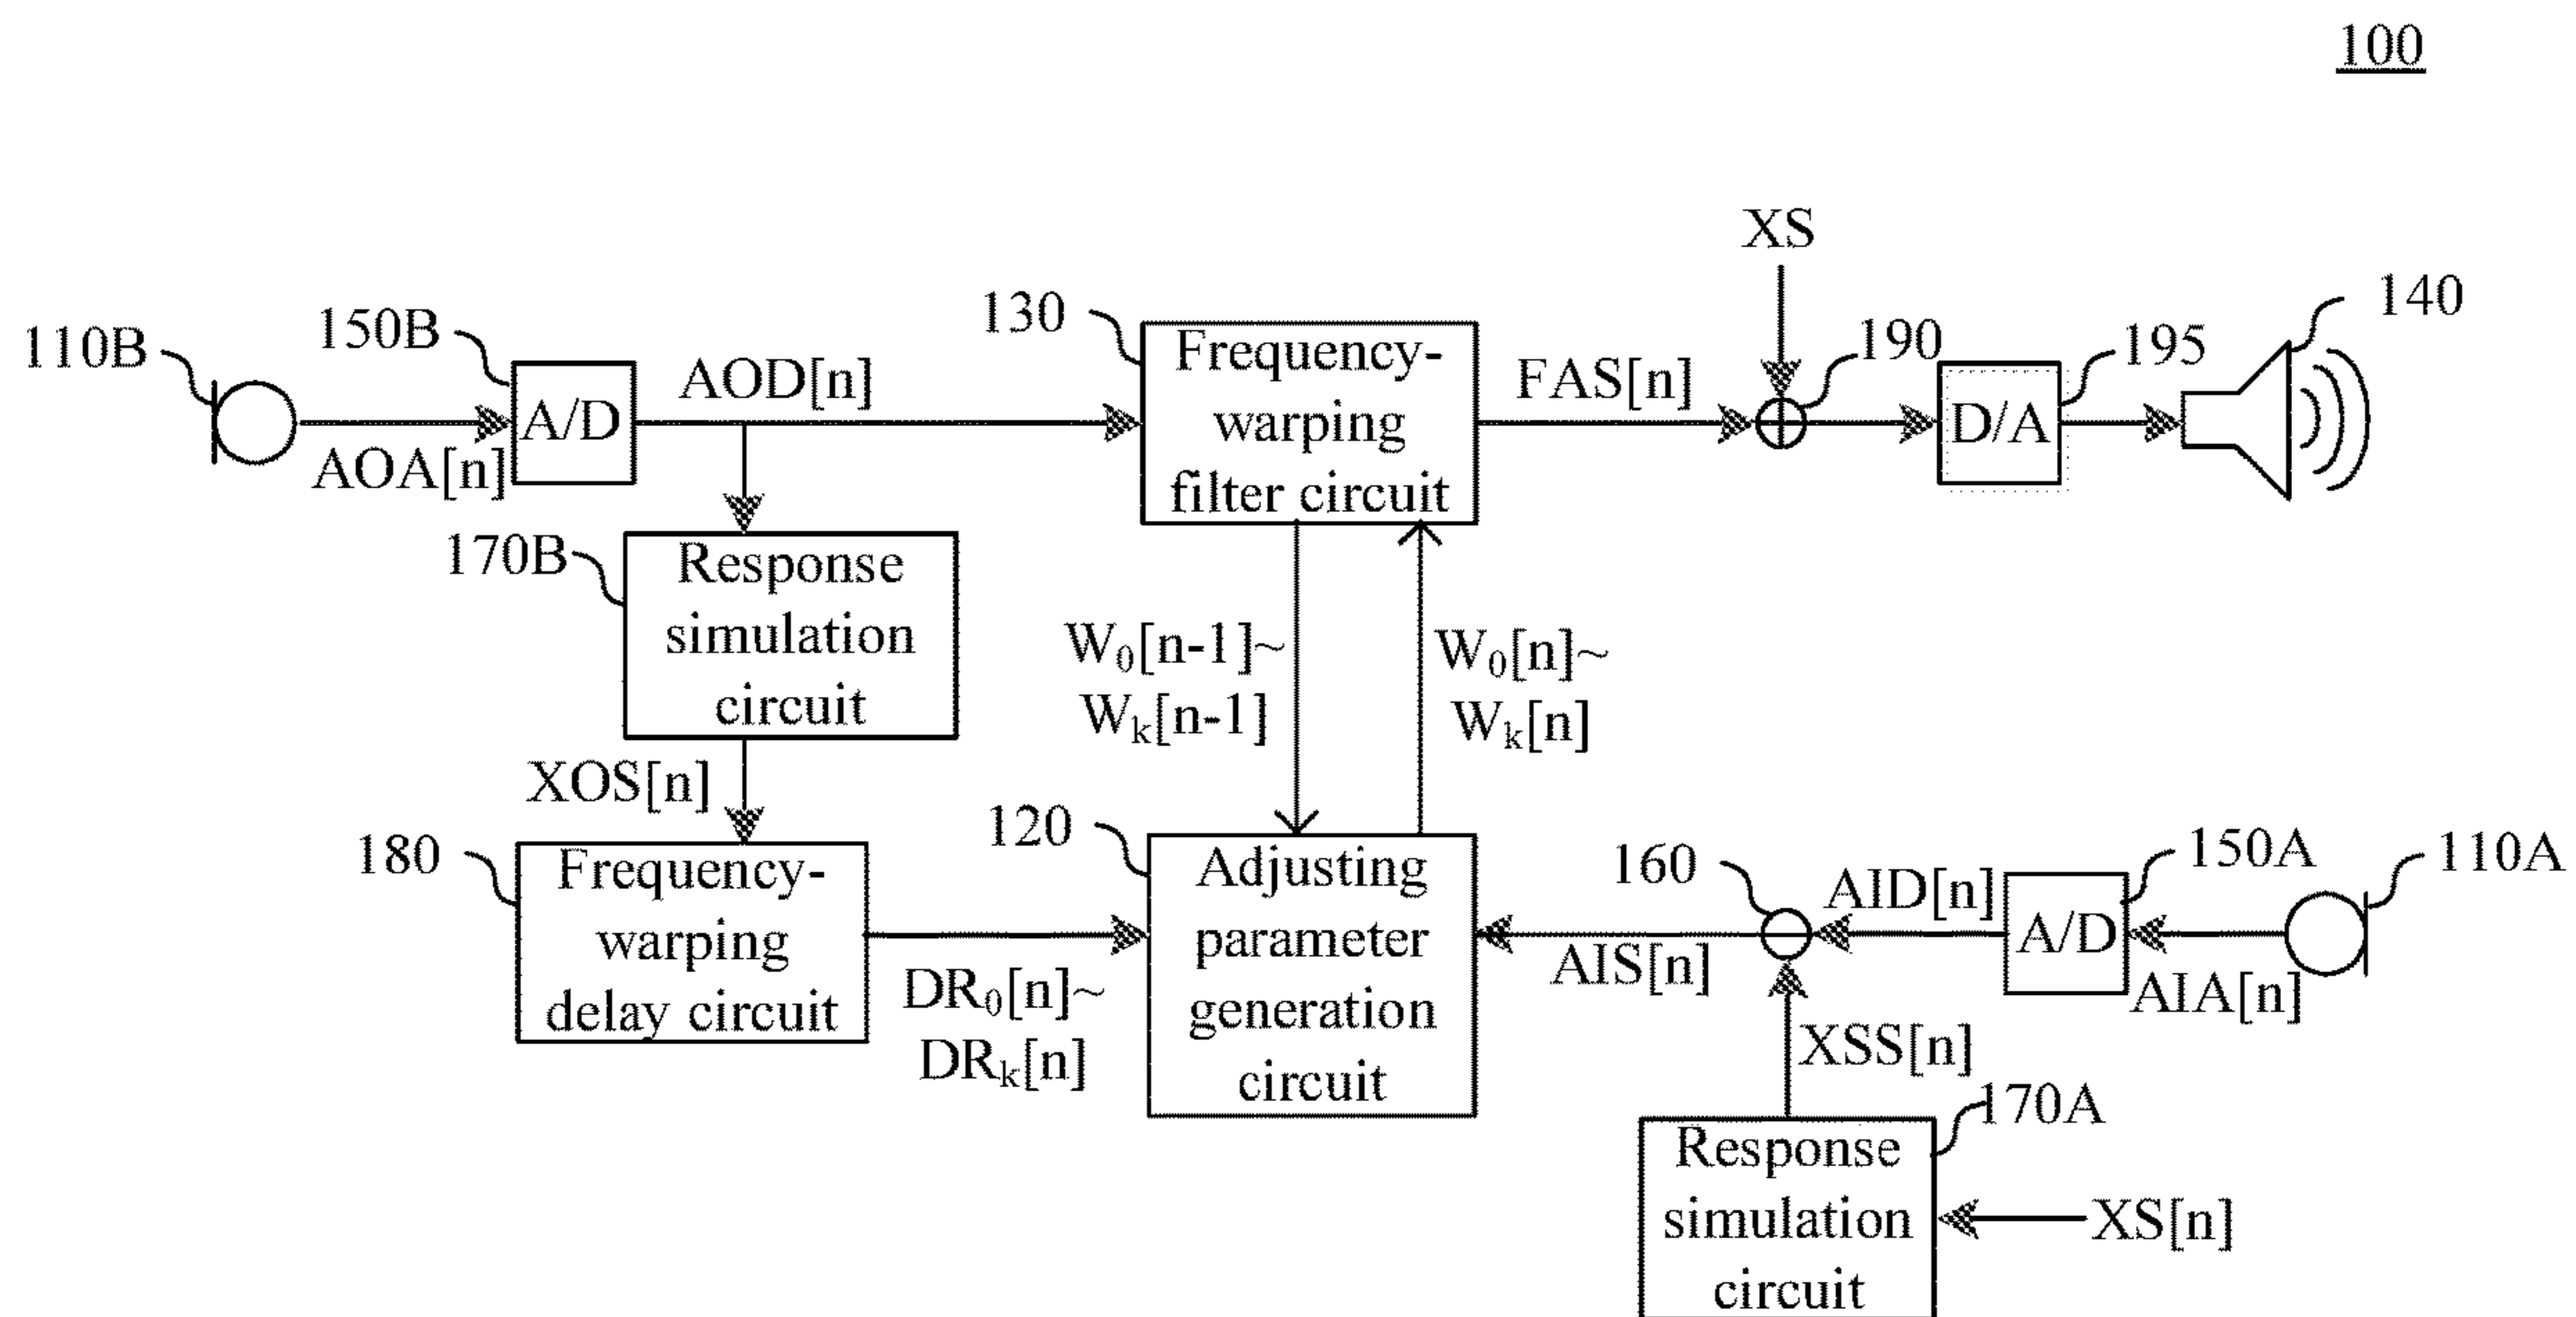 100
XS
110B
150B
A/D
AOA[n]
AOD[n]
130
Frequency-
warping
filter circuit
FAS[n]
190
195
D/A
140
170B
Response
simulation
circuit
XOS[n]
W₀[n-1]~
Wₖ[n-1]
W₀[n]~
Wₖ[n]
180
Frequency-
warping
delay circuit
DR₀[n]~
DRₖ[n]
120
Adjusting
parameter
generation
circuit
160
AIS[n]
AID[n]
150A
A/D
110A
AIA[n]
XSS[n]
170A
Response
simulation
circuit
XS[n]